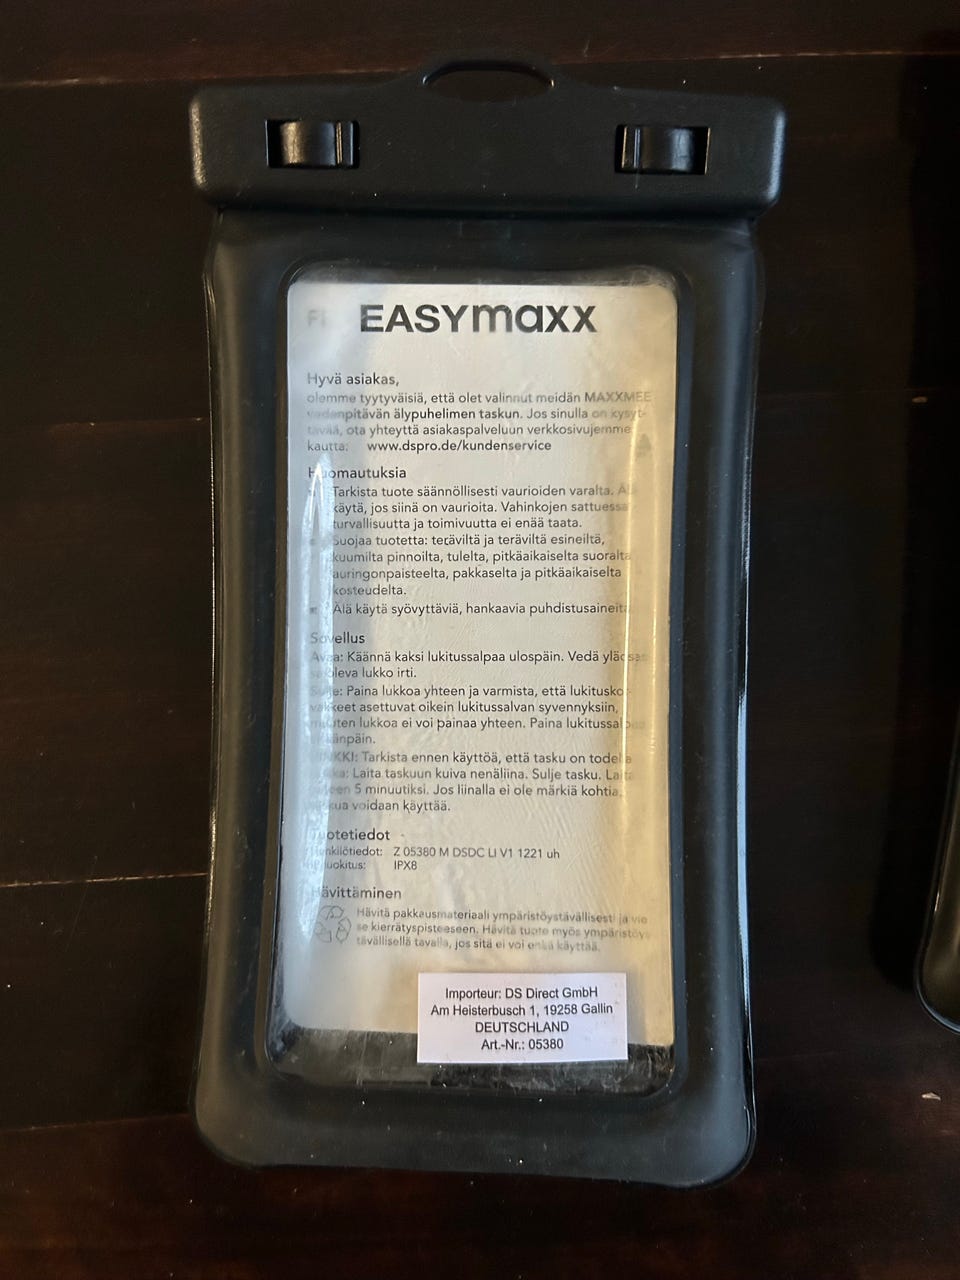 FI EASYmaxx
Hyvä asiakas,
olemme tyytyväisiä, että olet valinnut meidän MAXXMEE
vedenpitävän älypuhelimen taskun. Jos sinulla on kysyt-
tävää, ota yhteyttä asiakaspalveluun verkkosivujemme
kautta: www.dspro.de/kundenservice
Huomautuksia
Tarkista tuote säännöllisesti vaurioiden varalta.
käytä, jos siinä on vaurioita. Vahinkojen sattuessa
turvallisuutta ja toimivuutta ei enää taata.
Suojaa tuotetta: teräviltä ja teräviltä esineiltä,
kuumilta pinnoilta, tulelta, pitkäaikaiselta suoralta
auringonpaisteelta, pakkaselta ja pitkäaikaiselta
kosteudelta.
Älä käytä syövyttäviä, hankaavia puhdistusaineita
Sovellus
Avaa: Käännä kaksi lukitussalpaa ulospäin. Vedä
oleva lukko irti.
Sulje: Paina lukkoa yhteen ja varmista, että
asettuvat oikein lukitussalvan syvennyksiin,
muuten lukkoa ei voi painaa yhteen. Paina
VINKKI: Tarkista ennen käyttöä, että tasku on
Laita taskuun kuiva nenäliina. Sulje tasku. Laita
5 minuutiksi. Jos liinalla ei ole märkiä kohtia,
voidaan käyttää.
Tuotetiedot
Henkilötiedot: Z 05380 M DSDC LI V1 1221 uh
IP-luokitus: IPX8
Hävittäminen
Hävitä pakkausmateriaali ympäristöystävällisesti ja vie
se kierrätyspisteeseen. Hävitä tuote myös ympäristöys-
tävällisellä tavalla, jos sitä ei voi enää käyttää.
Importeur: DS Direct GmbH
Am Heisterbusch 1, 19258 Gallin
DEUTSCHLAND
Art.-Nr.: 05380